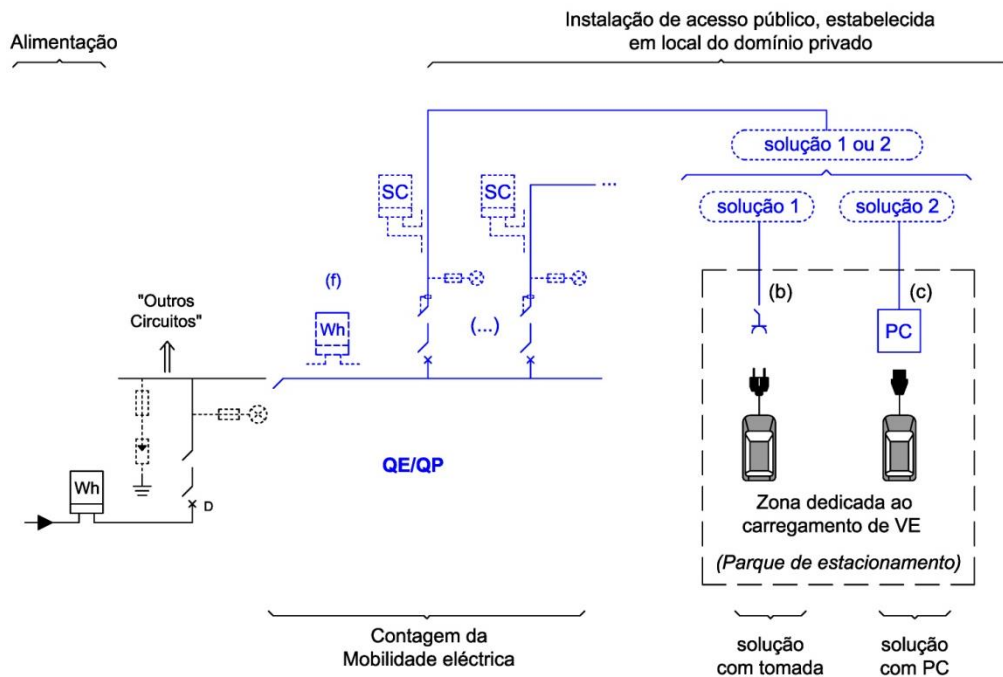 Alimentação
Instalação de acesso público, estabelecida
em local do domínio privado
solução 1 ou 2
SC
SC
...
solução 1
solução 2
(f)
(b)
(c)
"Outros
Circuitos"
Wh
(...)
PC
QE/QP
Wh
D
Zona dedicada ao
carregamento de VE
(Parque de estacionamento)
Contagem da
Mobilidade eléctrica
solução
com tomada
solução
com PC